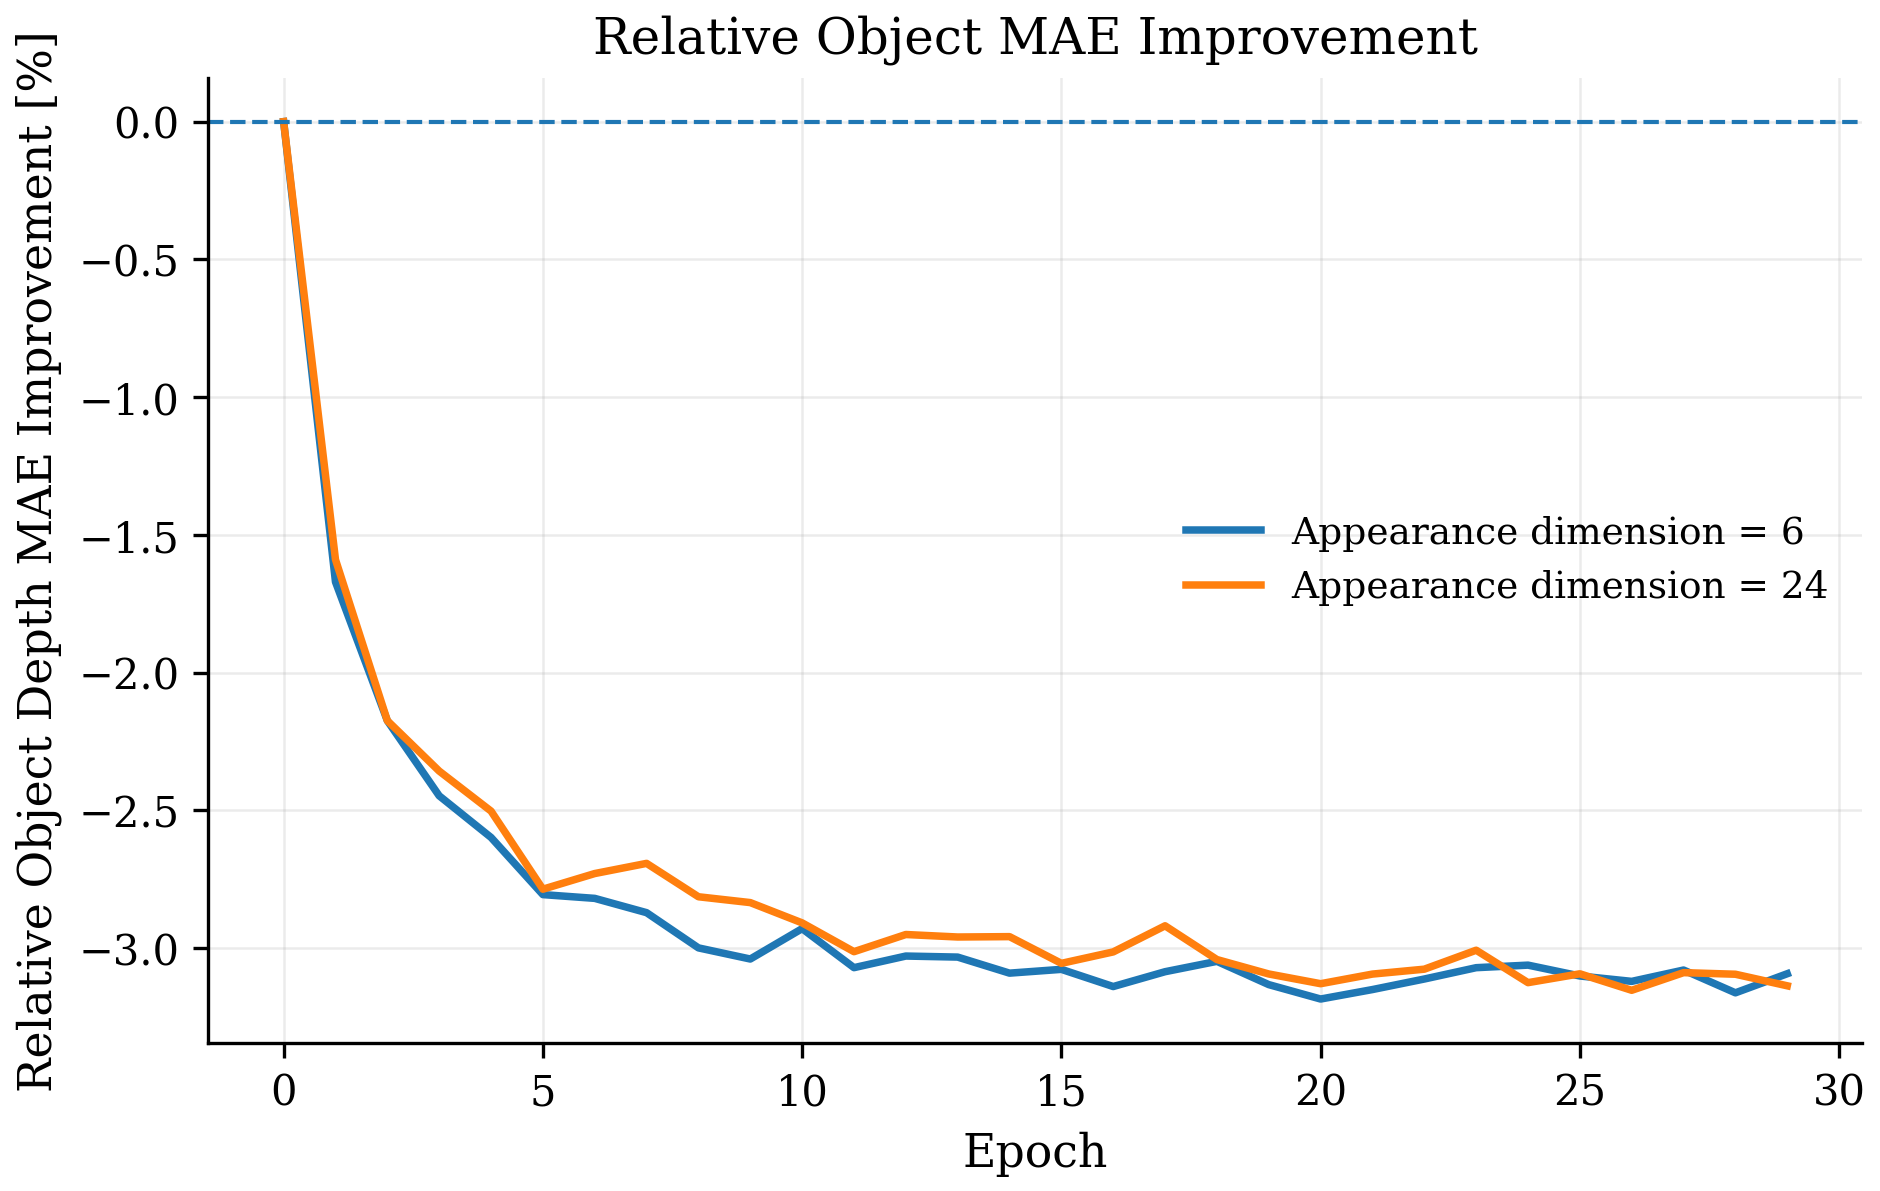 Relative Object MAE Improvement
Relative Object Depth MAE Improvement [%]
0.0
−0.5
−1.0
−1.5
−2.0
−2.5
−3.0
Appearance dimension = 6
Appearance dimension = 24
0 5 10 15 20 25 30
Epoch